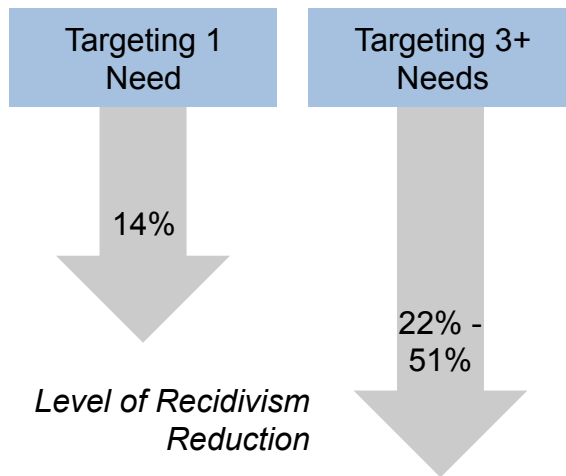 Targeting 1
Need
Targeting 3+
Needs
14%
22% -
51%
Level of Recidivism
Reduction